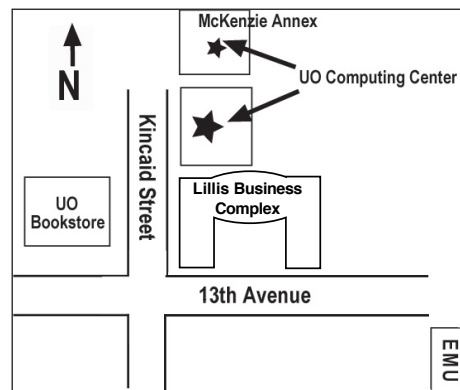 McKenzie Annex
N
UO Computing Center
Kincaid Street
Lillis Business
Complex
UO
Bookstore
13th Avenue
EMU